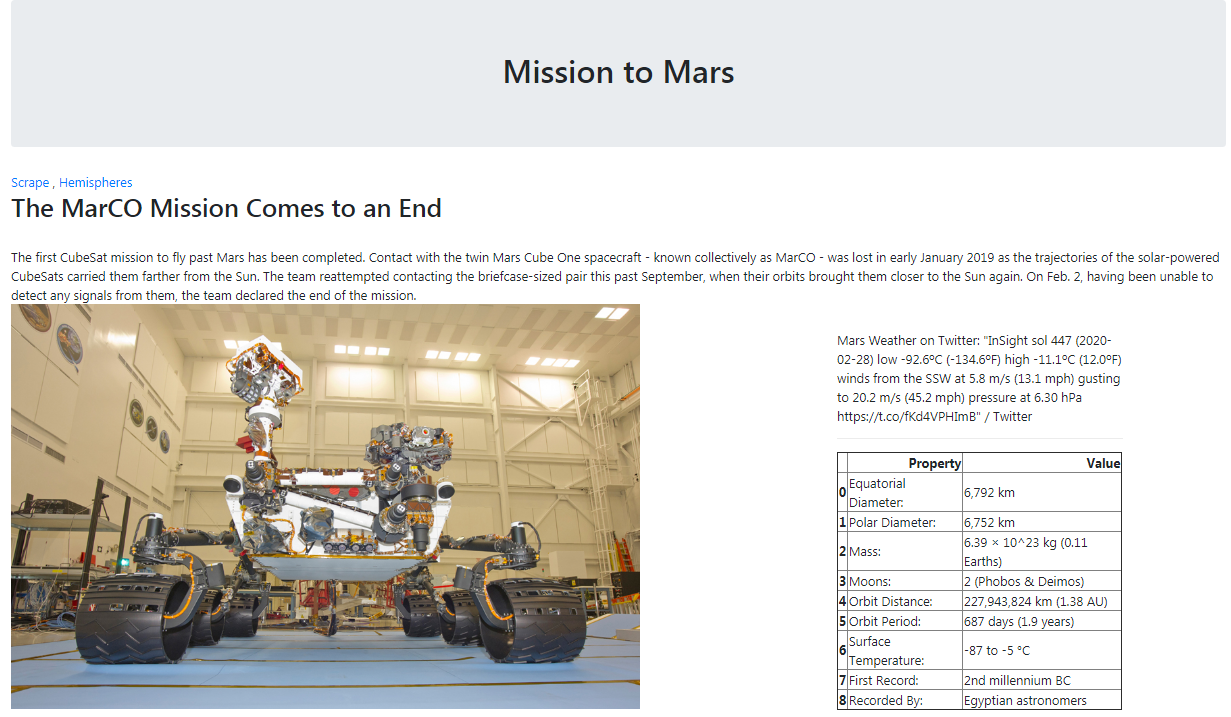 Mission to Mars
Scrape , Hemispheres
The MarCO Mission Comes to an End
The first CubeSat mission to fly past Mars has been completed. Contact with the twin Mars Cube One spacecraft - known collectively as MarCO - was lost in early January 2019 as the trajectories of the solar-powered
CubeSats carried them farther from the Sun. The team reattempted contacting the briefcase-sized pair this past September, when their orbits brought them closer to the Sun again. On Feb. 2, having been unable to
detect any signals from them, the team declared the end of the mission.
Mars Weather on Twitter: "InSight sol 447 (2020-
02-28) low -92.6ºC (-134.6ºF) high -11.1ºC (12.0ºF)
winds from the SSW at 5.8 m/s (13.1 mph) gusting
to 20.2 m/s (45.2 mph) pressure at 6.30 hPa
https://t.co/fKd4VPHImB" / Twitter
Property Value
0 Equatorial Diameter: 6,792 km
1 Polar Diameter: 6,752 km
2 Mass: 6.39 × 10^23 kg (0.11 Earths)
3 Moons: 2 (Phobos & Deimos)
4 Orbit Distance: 227,943,824 km (1.38 AU)
5 Orbit Period: 687 days (1.9 years)
6 Surface Temperature: -87 to -5 °C
7 First Record: 2nd millennium BC
8 Recorded By: Egyptian astronomers